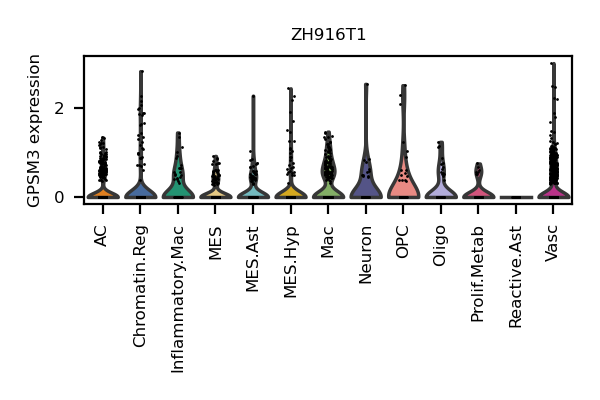 ZH916T1
GPSM3 expression
2
0
AC
Chromatin.Reg
Inflammatory.Mac
MES
MES.Ast
MES.Hyp
Mac
Neuron
OPC
Oligo
Prolif.Metab
Reactive.Ast
Vasc